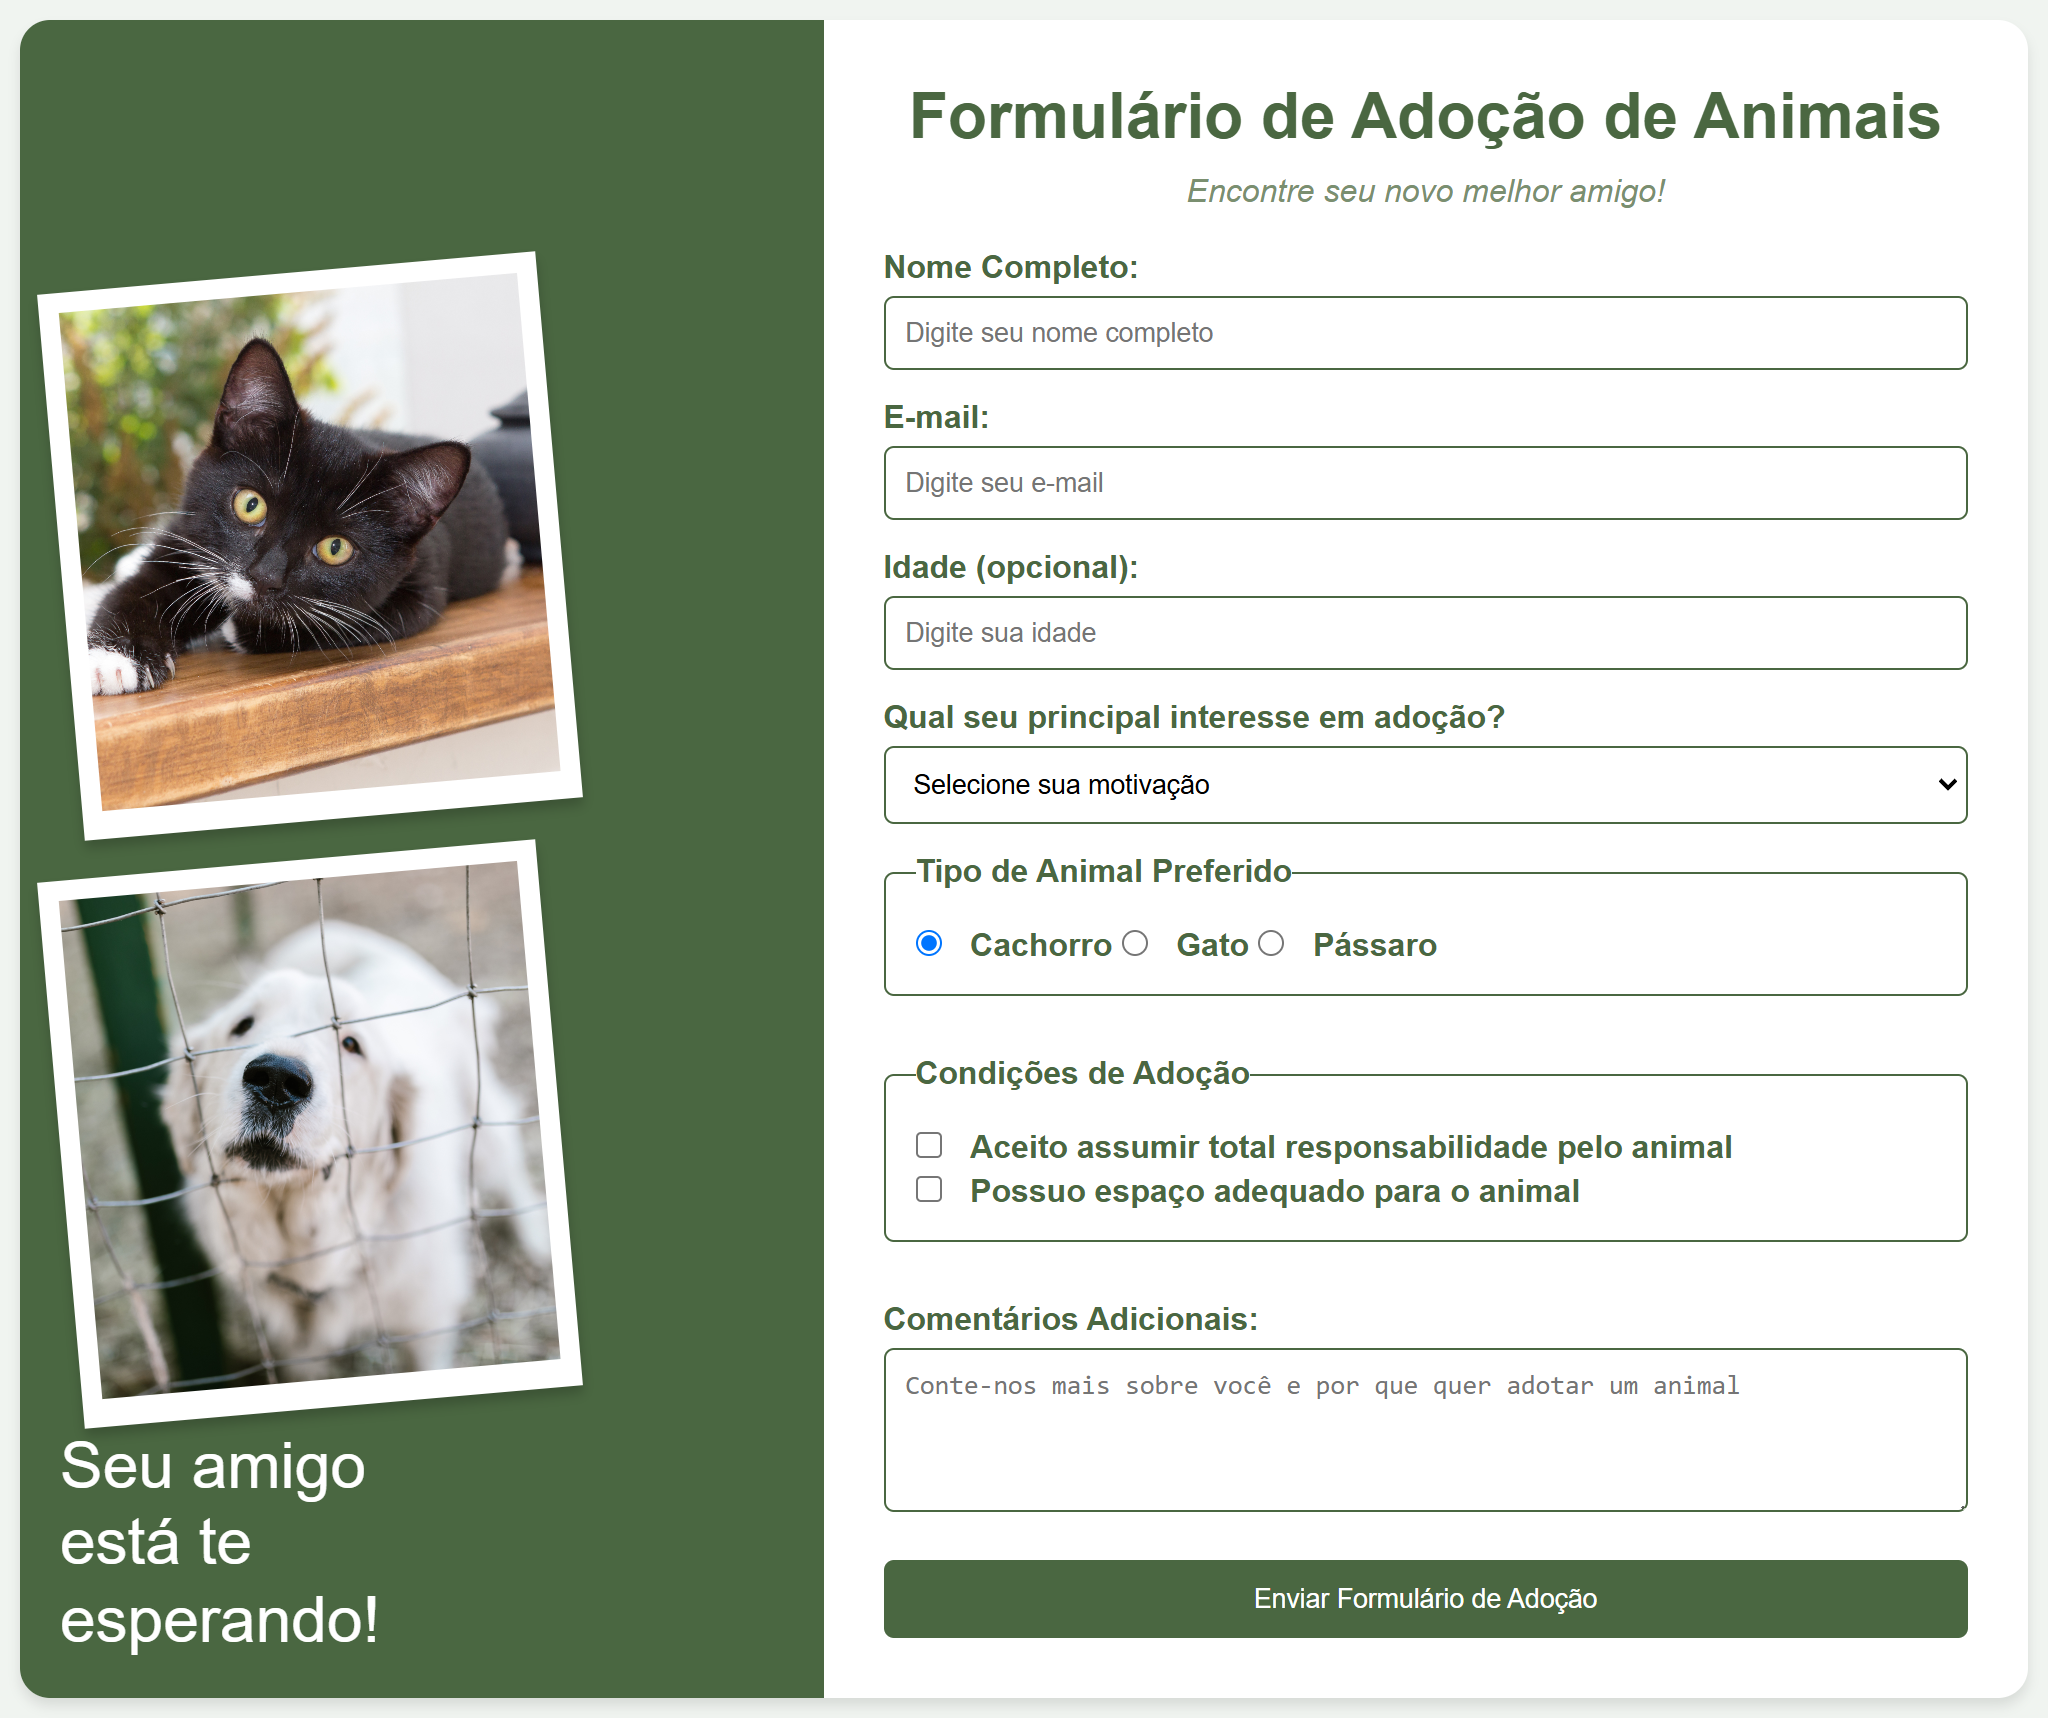 Seu amigo
está te
esperando!
Formulário de Adoção de Animais
Encontre seu novo melhor amigo!
Nome Completo:
Digite seu nome completo
E-mail:
Digite seu e-mail
Idade (opcional):
Digite sua idade
Qual seu principal interesse em adoção?
Selecione sua motivação
Tipo de Animal Preferido
Cachorro Gato Pássaro
Condições de Adoção
Aceito assumir total responsabilidade pelo animal
Possuo espaço adequado para o animal
Comentários Adicionais:
Conte-nos mais sobre você e por que quer adotar um animal
Enviar Formulário de Adoção